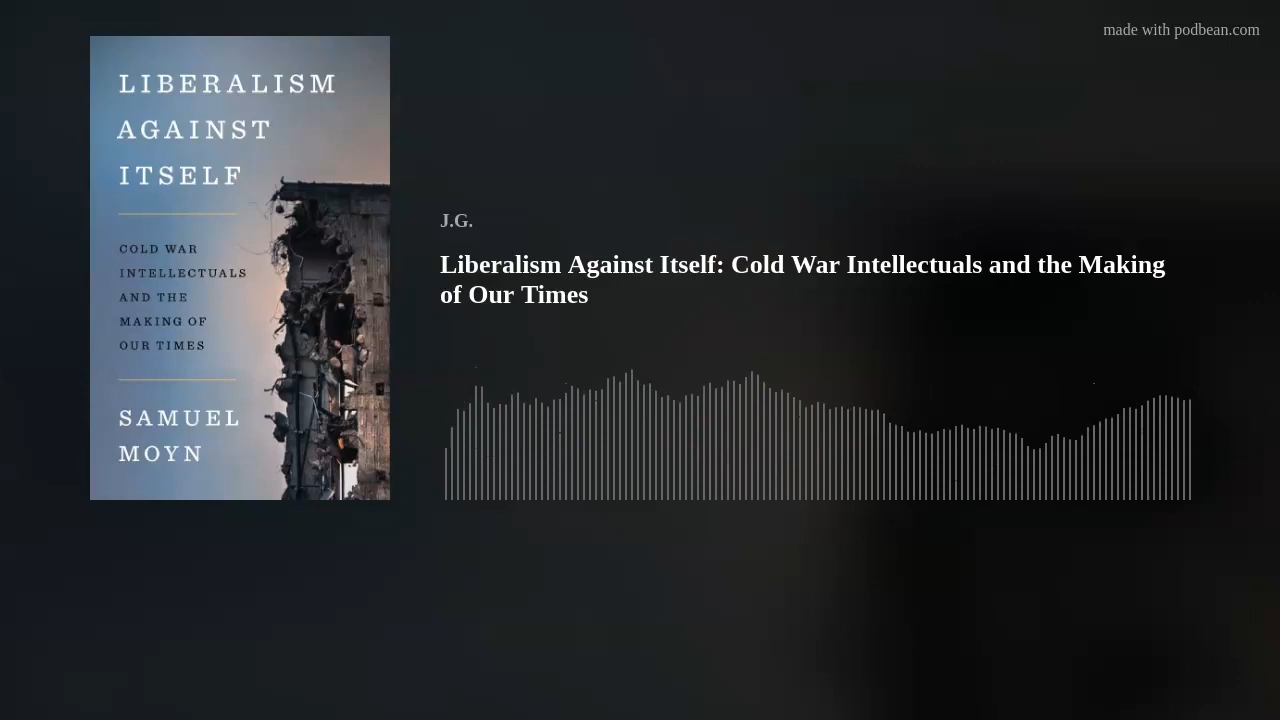 made with podbean.com
LIBERALISM
AGAINST
ITSELF
COLD WAR
INTELLECTUALS
AND THE
MAKING OF
OUR TIMES
SAMUEL
MOYN
J.G.
Liberalism Against Itself: Cold War Intellectuals and the Making
of Our Times